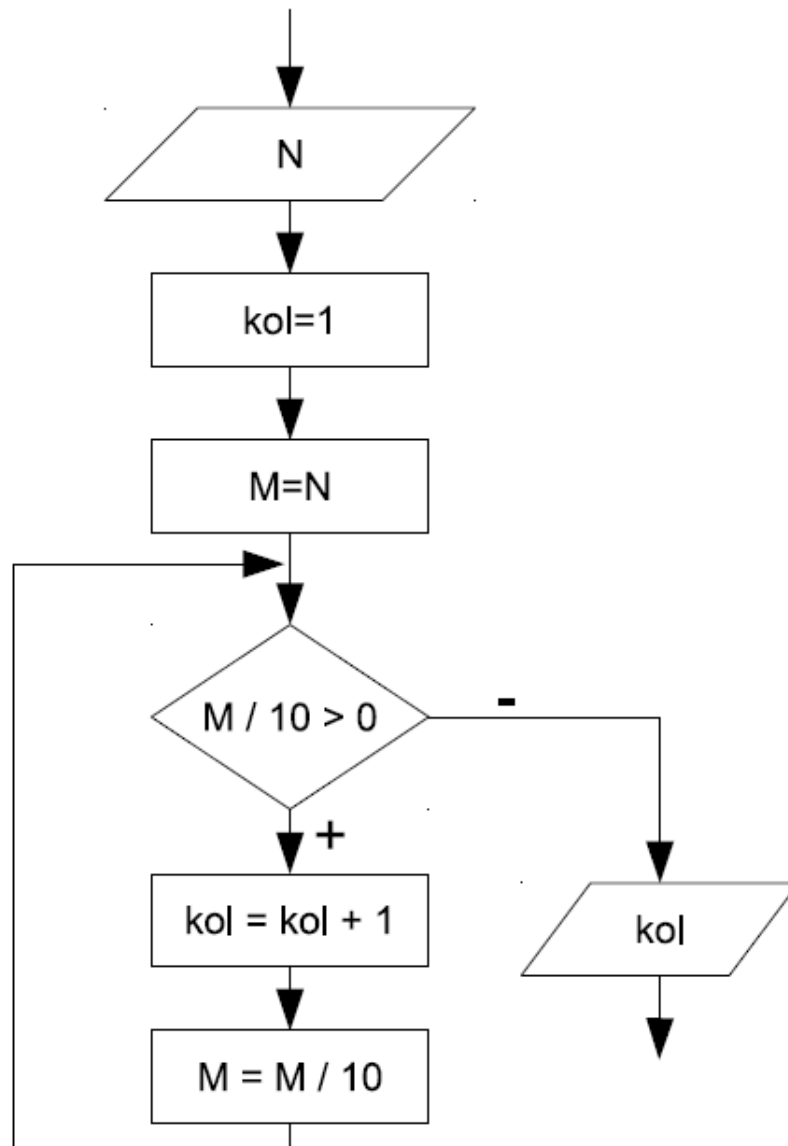 N
kol=1
M=N
M / 10 > 0
-
+
kol = kol + 1
kol
M = M / 10